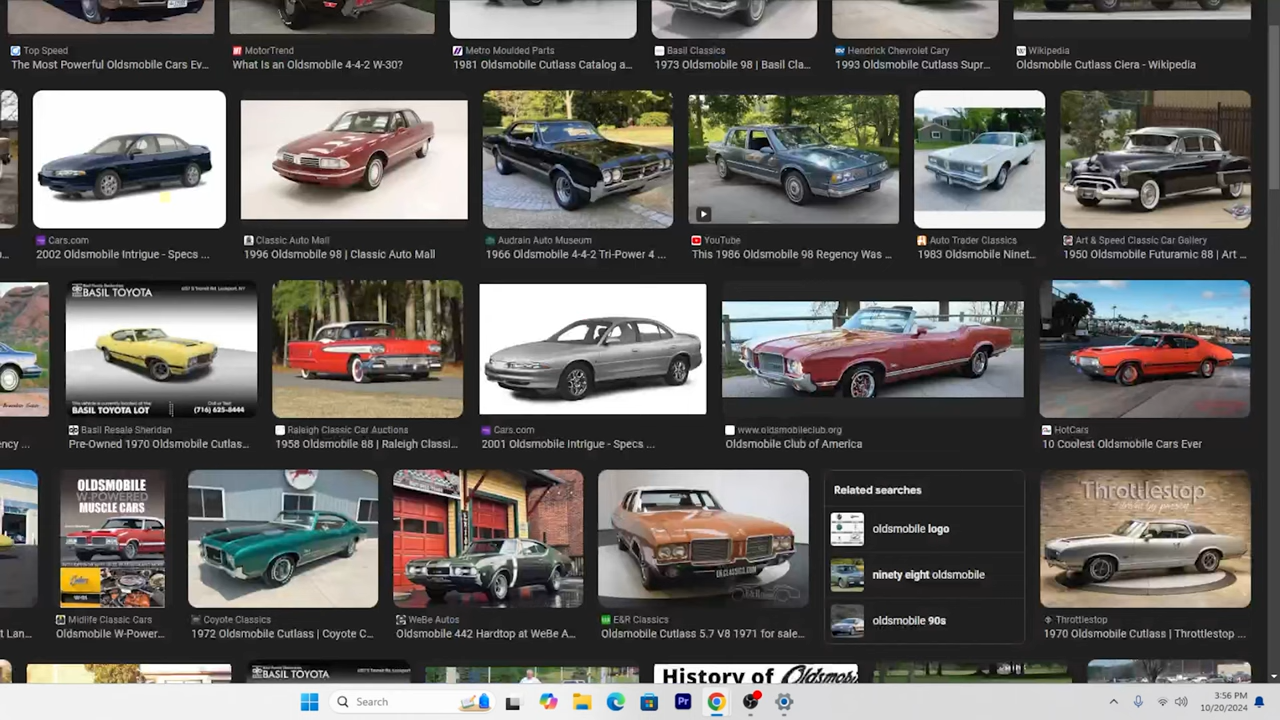 Top Speed
The Most Powerful Oldsmobile Cars Ev...
MotorTrend
What Is an Oldsmobile 4-4-2 W-30?
Metro Moulded Parts
1981 Oldsmobile Cutlass Catalog a...
Basil Classics
1973 Oldsmobile 98 | Basil Cla...
Hendrick Chevrolet Cary
1993 Oldsmobile Cutlass Supr...
Wikipedia
Oldsmobile Cutlass Ciera - Wikipedia
Cars.com
2002 Oldsmobile Intrigue - Specs ...
Classic Auto Mall
1996 Oldsmobile 98 | Classic Auto Mall
Audrain Auto Museum
1966 Oldsmobile 4-4-2 Tri-Power 4 ...
YouTube
This 1986 Oldsmobile 98 Regency Was ...
Auto Trader Classics
1983 Oldsmobile Ninet...
Art & Speed Classic Car Gallery
1950 Oldsmobile Futuramic 88 | Art ...
BASIL TOYOTA
BASIL TOYOTA LOT
(716) 625-8444
ency ...
Basil Resale Sheridan
Pre-Owned 1970 Oldsmobile Cutlas...
Raleigh Classic Car Auctions
1958 Oldsmobile 88 | Raleigh Classi...
Cars.com
2001 Oldsmobile Intrigue - Specs ...
www.oldsmobileclub.org
Oldsmobile Club of America
HotCars
10 Coolest Oldsmobile Cars Ever
OLDSMOBILE
W-POWERED
MUSCLE CARS
Related searches
oldsmobile logo
ninety eight oldsmobile
oldsmobile 90s
Throttlestop
t Lan...
Midlife Classic Cars
Oldsmobile W-Power...
Coyote Classics
1972 Oldsmobile Cutlass | Coyote C...
WeBe Autos
Oldsmobile 442 Hardtop at WeBe A...
E&R Classics
Oldsmobile Cutlass 5.7 V8 1971 for sale...
Throttlestop
1970 Oldsmobile Cutlass | Throttlestop ...
BASIL TOYOTA
History of Oldsmobile
Search
Pr
3:56 PM
10/20/2024